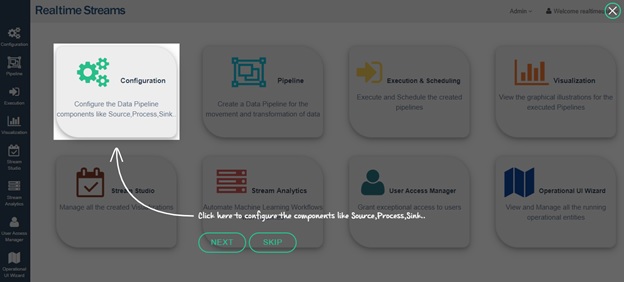 Realtime Streams
Admin
Welcome realtime
Configuration
Pipeline
Execution
Visualization
Stream
Studio
Stream
Analytics
User Access
Manager
Operational
UI Wizard
Configuration
Configure the Data Pipeline
components like Source,Process,Sink..
Pipeline
Create a Data Pipeline for the
movement and transformation of data
Execution & Scheduling
Execute and Schedule the created
pipelines
Visualization
View the graphical illustrations for the
executed Pipelines
Stream Studio
Manage all the created Visualizations
Stream Analytics
Automate Machine Learning Workflows
User Access Manager
Grant exceptional access to users
Operational UI Wizard
View and Manage all the running
operational entities
Click here to configure the components like Source,Process,Sink..
NEXT
SKIP